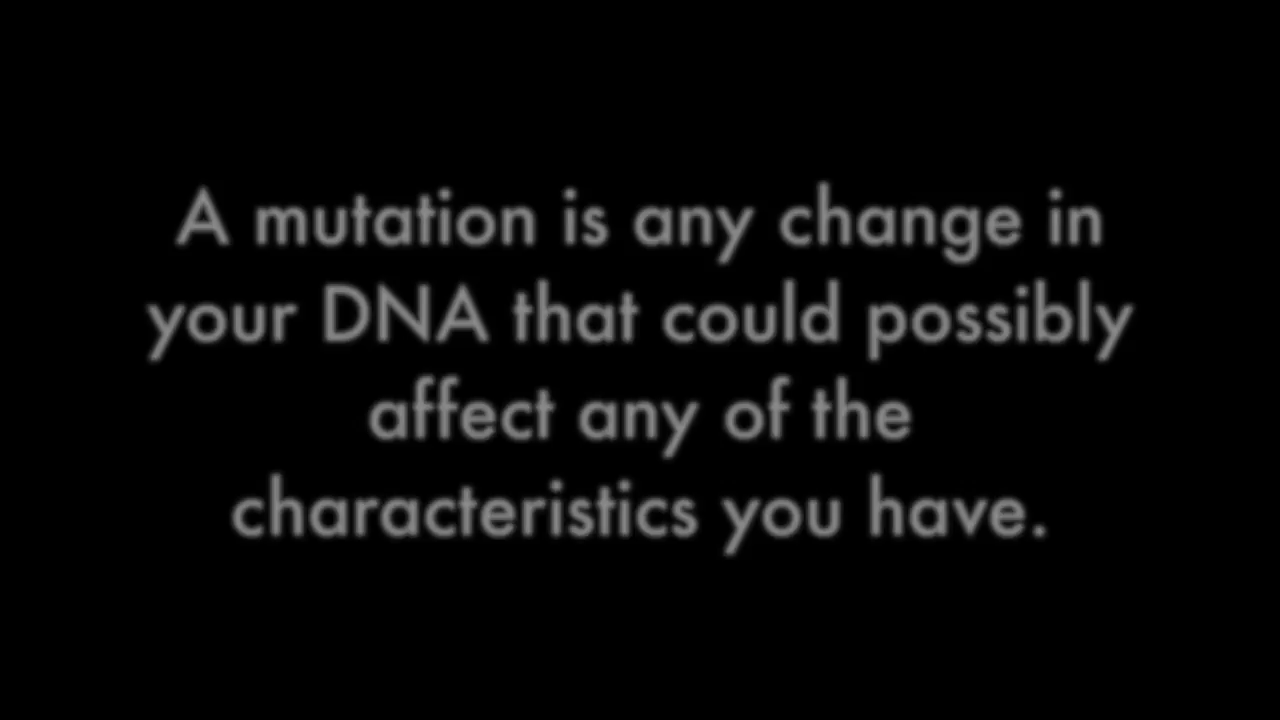 A mutation is any change in
your DNA that could possibly
affect any of the
characteristics you have.